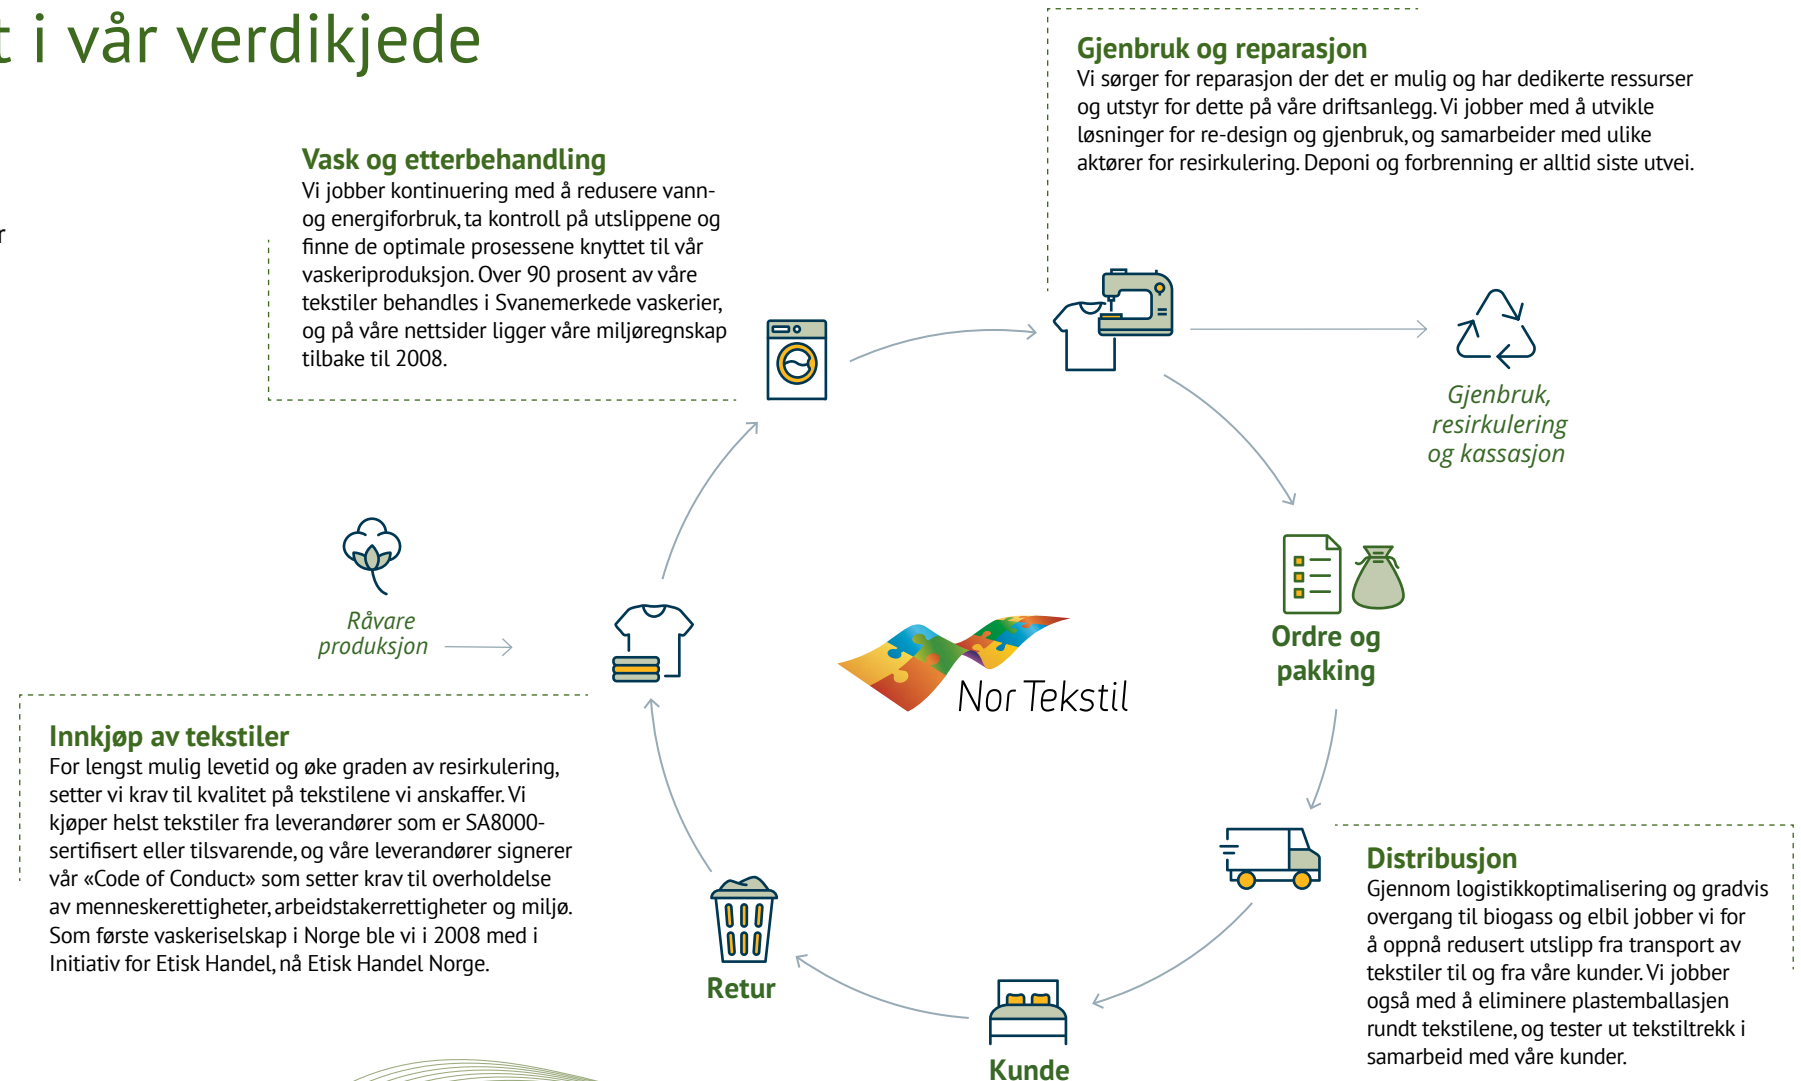 t i vår verdikjede
r
Vask og etterbehandling
Vi jobber kontinuering med å redusere vann-
og energiforbruk, ta kontroll på utslippene og
finne de optimale prosessene knyttet til vår
vaskeriproduksjon. Over 90 prosent av våre
tekstiler behandles i Svanemerkede vaskerier,
og på våre nettsider ligger våre miljøregnskap
tilbake til 2008.
Gjenbruk og reparasjon
Vi sørger for reparasjon der det er mulig og har dedikerte ressurser
og utstyr for dette på våre driftsanlegg. Vi jobber med å utvikle
løsninger for re-design og gjenbruk, og samarbeider med ulike
aktører for resirkulering. Deponi og forbrenning er alltid siste utvei.
Gjenbruk,
resirkulering
og kassasjon
Råvare
produksjon
Nor Tekstil
Ordre og
pakking
Innkjøp av tekstiler
For lengst mulig levetid og øke graden av resirkulering,
setter vi krav til kvalitet på tekstilene vi anskaffer. Vi
kjøper helst tekstiler fra leverandører som er SA8000-
sertifisert eller tilsvarende, og våre leverandører signerer
vår «Code of Conduct» som setter krav til overholdelse
av menneskerettigheter, arbeidstakerrettigheter og miljø.
Som første vaskeriselskap i Norge ble vi i 2008 med i
Initiativ for Etisk Handel, nå Etisk Handel Norge.
Distribusjon
Gjennom logistikkoptimalisering og gradvis
overgang til biogass og elbil jobber vi for
å oppnå redusert utslipp fra transport av
tekstiler til og fra våre kunder. Vi jobber
også med å eliminere plastemballasjen
rundt tekstilene, og tester ut tekstiltrekk i
samarbeid med våre kunder.
Retur
Kunde